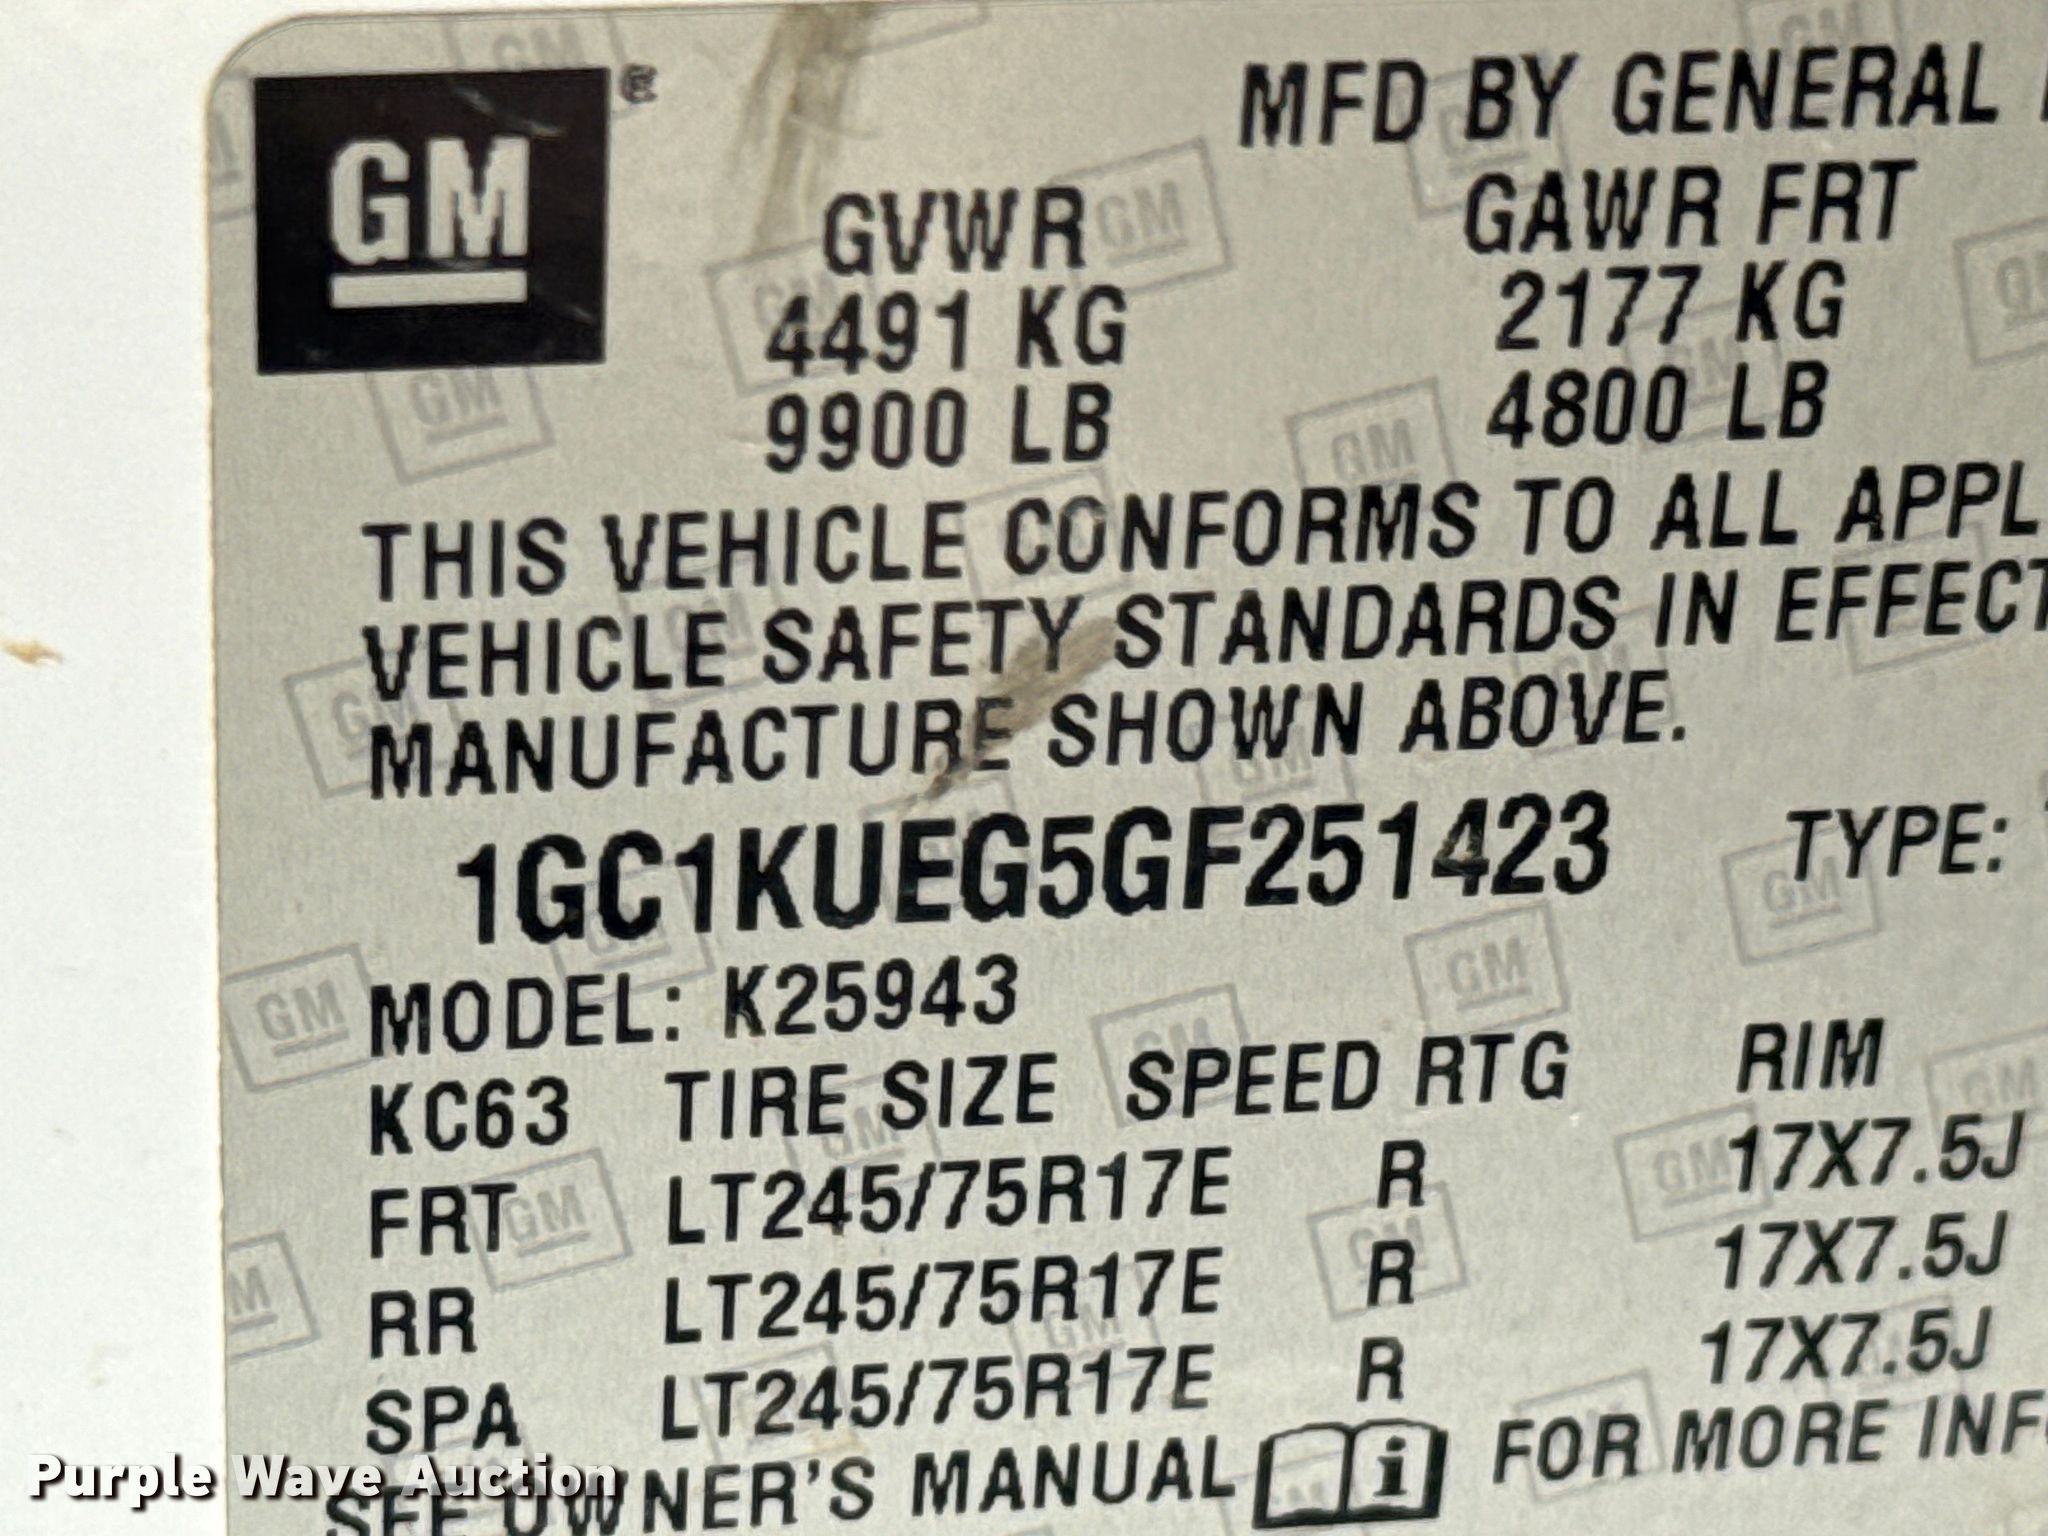 GM ®
MFD BY GENERAL
GVWR GAWR FRT
4491 KG 2177 KG
9900 LB 4800 LB
THIS VEHICLE CONFORMS TO ALL APPL
VEHICLE SAFETY STANDARDS IN EFFECT
MANUFACTURE SHOWN ABOVE.
1GC1KUEG5GF251423 TYPE:
MODEL: K25943
KC63 TIRE SIZE SPEED RTG RIM
FRT LT245/75R17E R 17X7.5J
RR LT245/75R17E R 17X7.5J
SPA LT245/75R17E R 17X7.5J
SEE OWNER'S MANUAL i FOR MORE INF
Purple Wave Auction